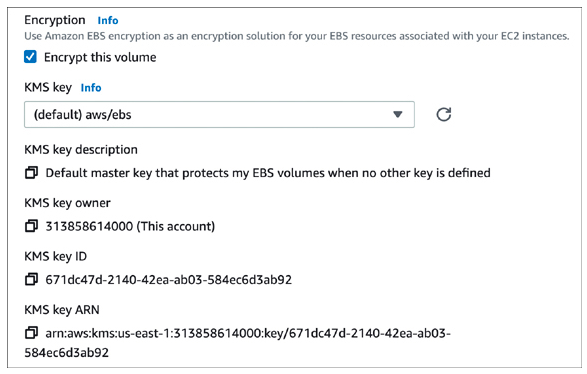 Encryption Info
Use Amazon EBS encryption as an encryption solution for your EBS resources associated with your EC2 instances.
Encrypt this volume
KMS key Info
(default) aws/ebs
KMS key description
Default master key that protects my EBS volumes when no other key is defined
KMS key owner
313858614000 (This account)
KMS key ID
671dc47d-2140-42ea-ab03-584ec6d3ab92
KMS key ARN
arn:aws:kms:us-east-1:313858614000:key/671dc47d-2140-42ea-ab03-
584ec6d3ab92